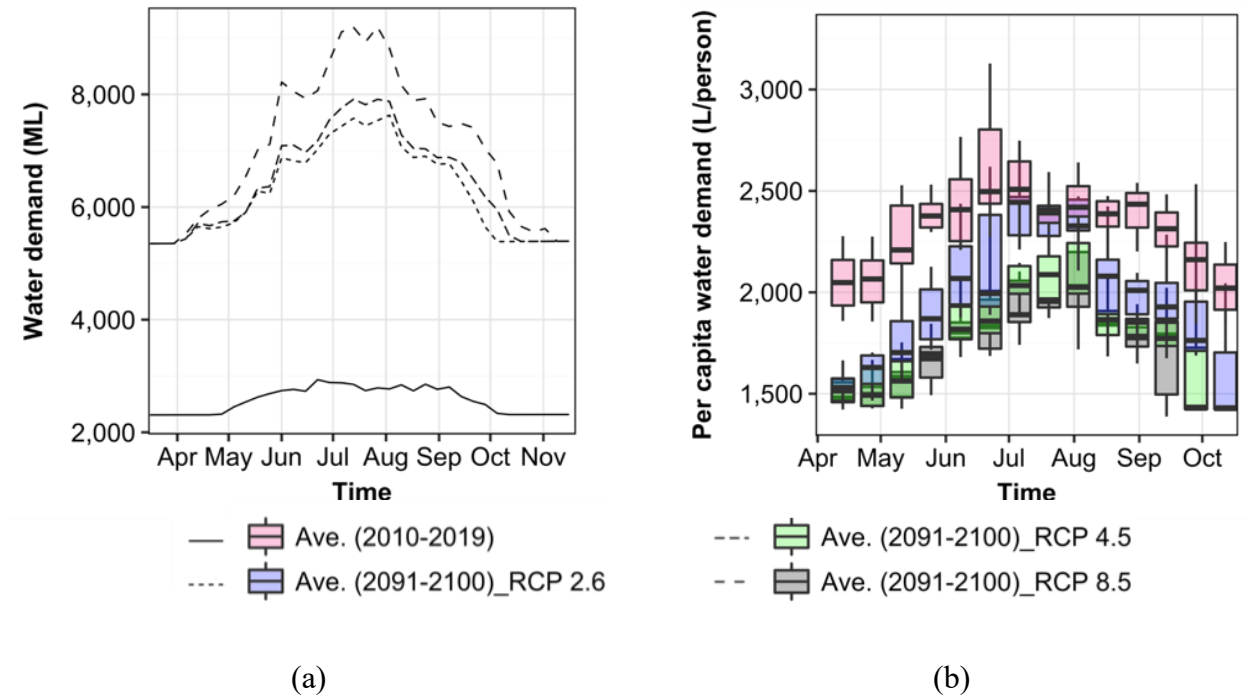 Water demand (ML)
8,000
6,000
4,000
2,000
Apr May Jun Jul Aug Sep Oct Nov
Time
Per capita water demand (L/person)
3,000
2,500
2,000
1,500
Apr May Jun Jul Aug Sep Oct
Time
Ave. (2010-2019)
Ave. (2091-2100)_RCP 2.6
Ave. (2091-2100)_RCP 4.5
Ave. (2091-2100)_RCP 8.5
(a)
(b)